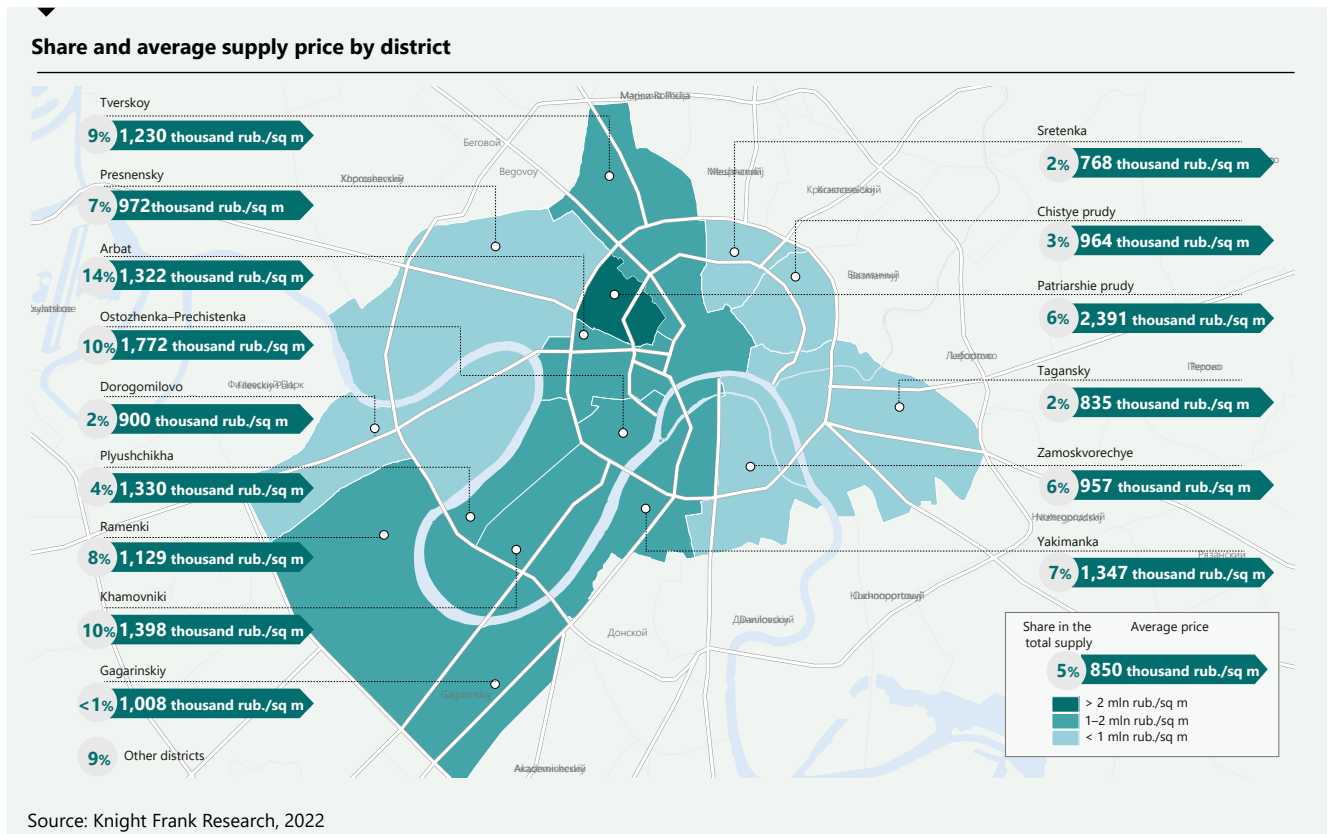 Share and average supply price by district
Tverskoy
9% 1,230 thousand rub./sq m
Presnensky
7% 972thousand rub./sq m
Arbat
14% 1,322 thousand rub./sq m
Ostozhenka–Prechistenka
10% 1,772 thousand rub./sq m
Dorogomilovo
2% 900 thousand rub./sq m
Plyushchikha
4% 1,330 thousand rub./sq m
Ramenki
8% 1,129 thousand rub./sq m
Khamovniki
10% 1,398 thousand rub./sq m
Gagarinskiy
<1% 1,008 thousand rub./sq m
9% Other districts
Беговой
Begovoy
Gagarinskiy
Донской
Рязанский
Sretenka
2% 768 thousand rub./sq m
Chistye prudy
3% 964 thousand rub./sq m
Patriarshie prudy
6% 2,391 thousand rub./sq m
Tagansky
2% 835 thousand rub./sq m
Zamoskvorechye
6% 957 thousand rub./sq m
Yakimanka
7% 1,347 thousand rub./sq m
Share in the
total supply
Average price
5% 850 thousand rub./sq m
> 2 mln rub./sq m
1–2 mln rub./sq m
< 1 mln rub./sq m
Source: Knight Frank Research, 2022